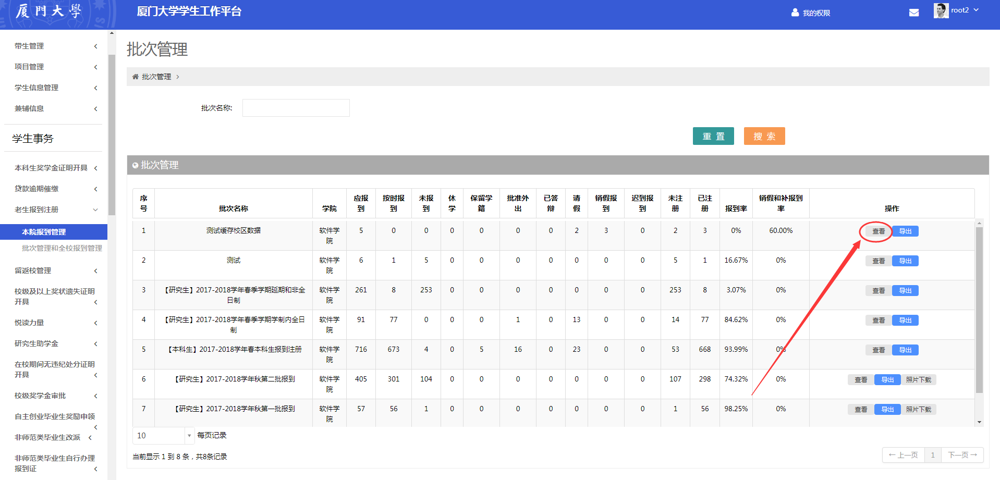 厦門大學
厦门大学学生工作平台
我的权限
root2
带生管理
项目管理
学生信息管理
兼辅信息
学生事务
本科生奖学金证明开具
贷款逾期催缴
老生报到注册
本院报到管理
批次管理和全校报到管理
留返校管理
校级及以上奖状遗失证明
开具
悦读力量
研究生助学金
在校期间无违纪处分证明
开具
校级奖学金审批
自主创业毕业生奖励申领
非师范类毕业生改派
非师范类毕业生自行办理
报到证
批次管理
批次管理
批次名称:
重 置
搜 索
批次管理
序号 批次名称 学院 应报到 按时报到 未报到 休学 保留学籍 批准外出 已答辩 请假 销假报到 迟到报到 未注册 已注册 报到率 销假和补报到率 操作
1 测试缓存校区数据 软件学院 5 0 0 0 0 0 0 2 3 0 2 3 0% 60.00% 查看 导出
2 测试 软件学院 6 1 5 0 0 0 0 0 0 0 5 1 16.67% 0% 查看 导出
3 【研究生】2017-2018学年春季学期延期和非全日制 软件学院 261 8 253 0 0 0 0 0 0 0 253 8 3.07% 0% 查看 导出
4 【研究生】2017-2018学年春季学期学制内全日制 软件学院 91 77 0 0 0 1 0 13 0 0 14 77 84.62% 0% 查看 导出
5 【本科生】2017-2018学年春本科生报到注册 软件学院 716 673 4 0 5 16 0 23 0 0 53 668 93.99% 0% 查看 导出
6 【研究生】2017-2018学年秋第二批报到 软件学院 405 301 104 0 0 0 0 0 0 0 107 298 74.32% 0% 查看 导出 照片下载
7 【研究生】2017-2018学年秋第一批报到 软件学院 57 56 1 0 0 0 0 0 0 0 1 56 98.25% 0% 查看 导出 照片下载
10 每页记录
当前显示 1 到 8 条，共8条记录
← 上一页 1 下一页 →